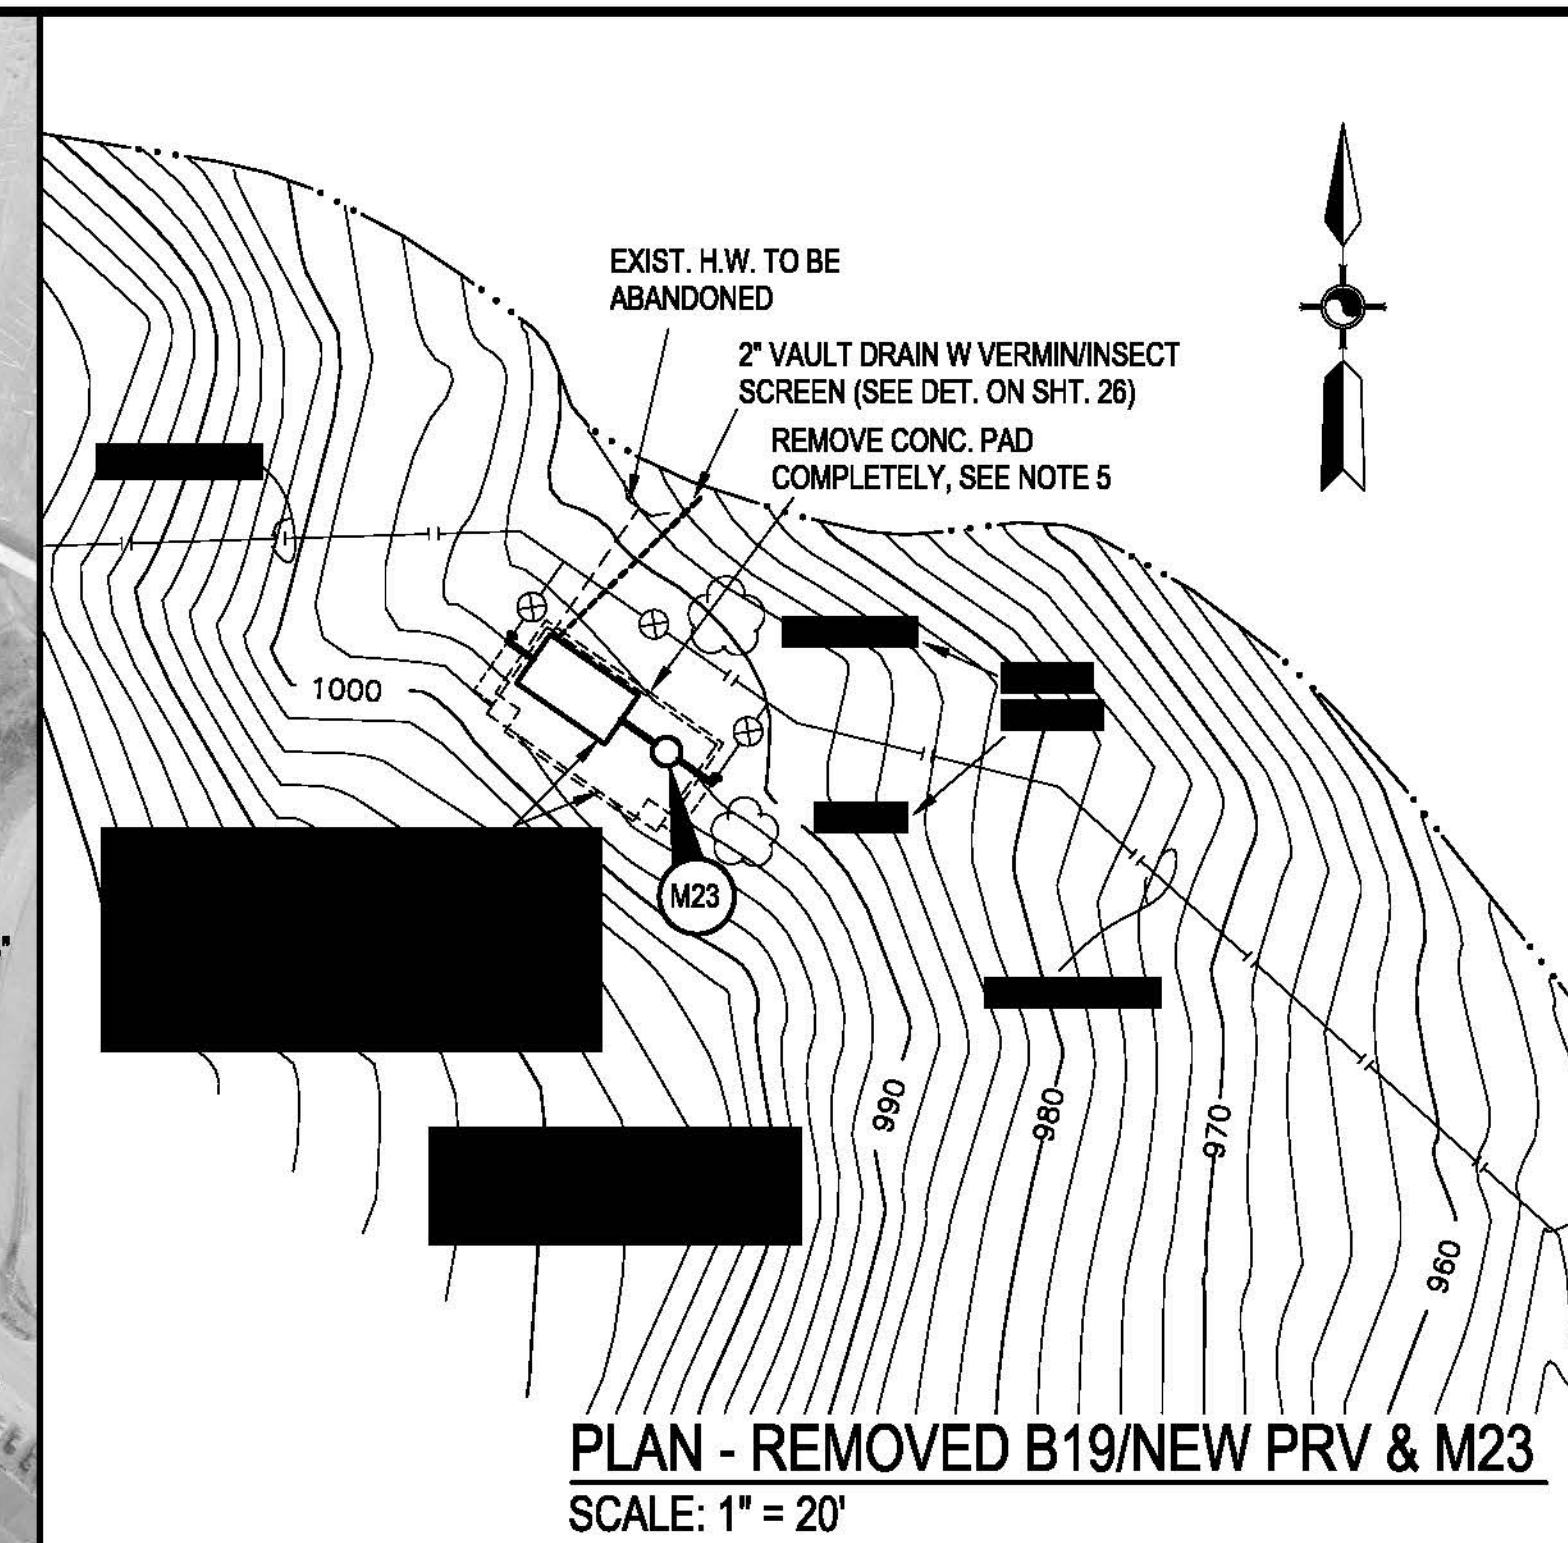 EXIST. H.W. TO BE
ABANDONED
2" VAULT DRAIN W VERMIN/INSECT
SCREEN (SEE DET. ON SHT. 26)
REMOVE CONC. PAD
COMPLETELY, SEE NOTE 5
1000
M23
990
980
970
960
PLAN - REMOVED B19/NEW PRV & M23
SCALE: 1" = 20'